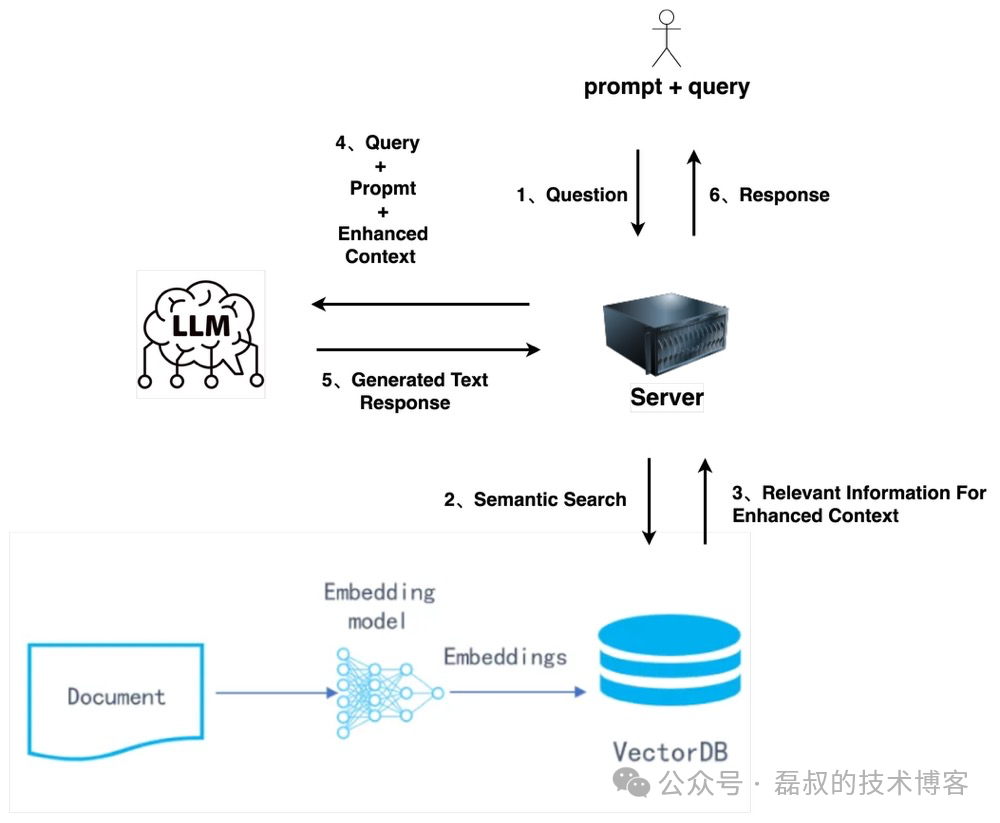 prompt + query
4、Query
+
Propmt
+
Enhanced
Context
1、Question
6、Response
LLM
5、Generated Text
Response
Server
2、Semantic Search
3、Relevant Information For
Enhanced Context
Embedding
model
Embeddings
Document
VectorDB
公众号 · 磊叔的技术博客